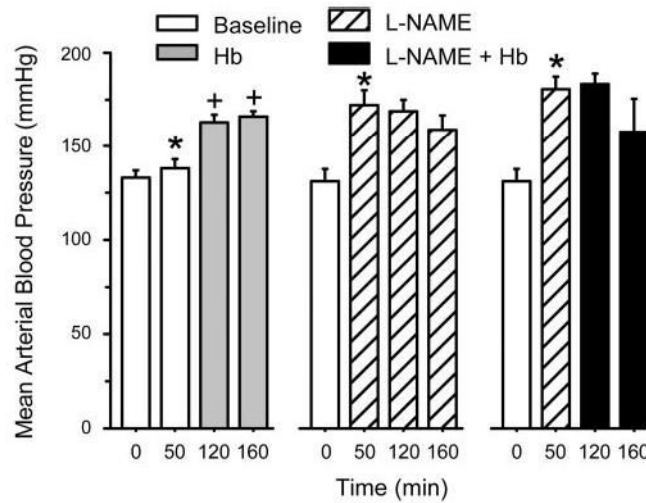 Baseline
L-NAME
Hb
L-NAME + Hb
Mean Arterial Blood Pressure (mmHg)
200
150
100
50
0
*
+
+
*
*
0 50 120 160
0 50 120 160
0 50 120 160
Time (min)